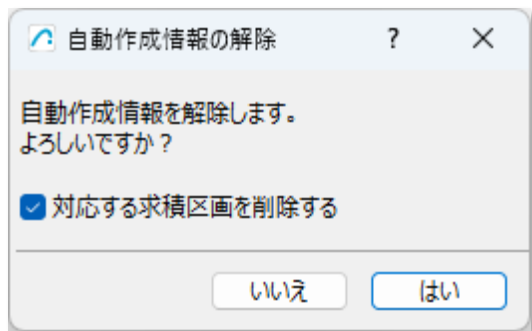 自動作成情報の解除
?
自動作成情報を解除します。
よろしいですか？
対応する求積区画を削除する
いいえ
はい